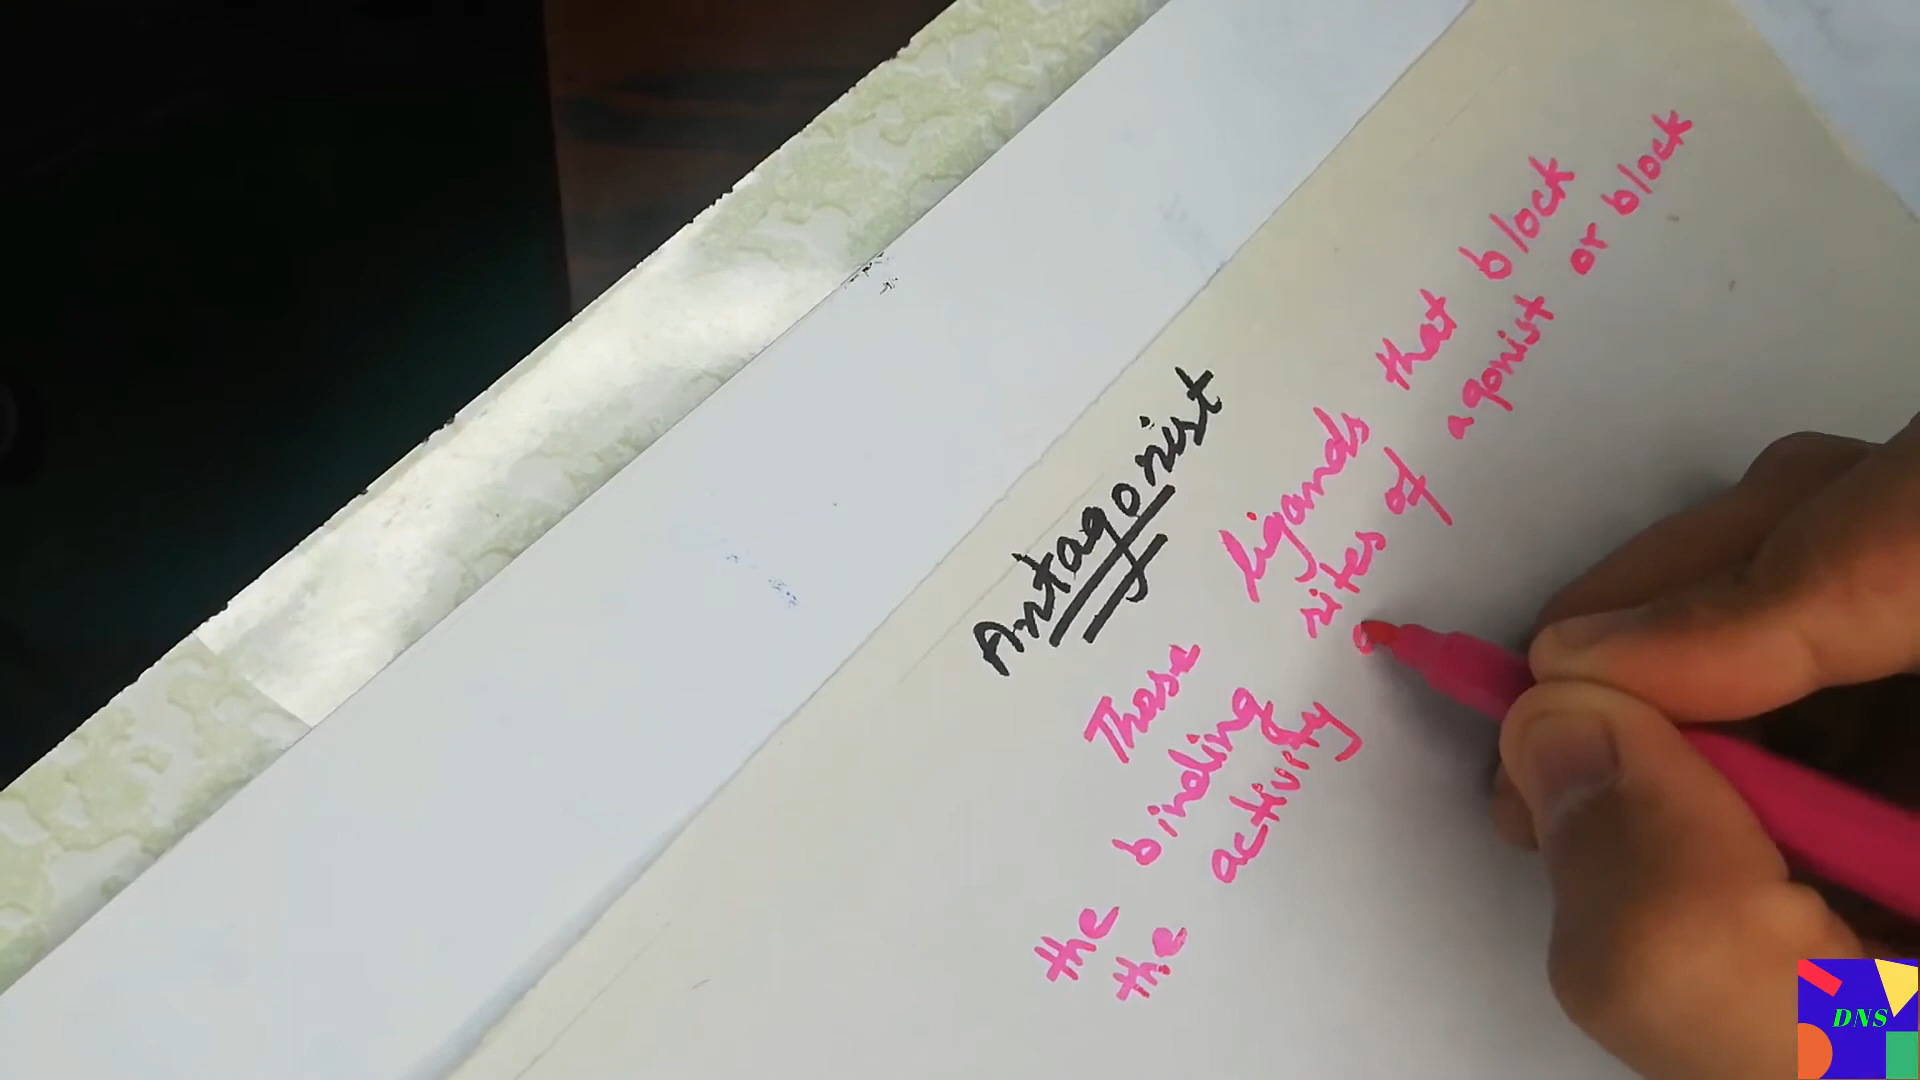 Antagonist
These ligands that block
the binding sites of agonist or block
the activity o
DNS